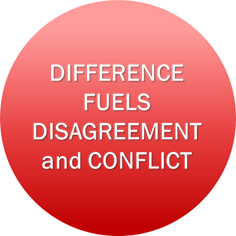 DIFFERENCE
FUELS
DISAGREEMENT
and CONFLICT